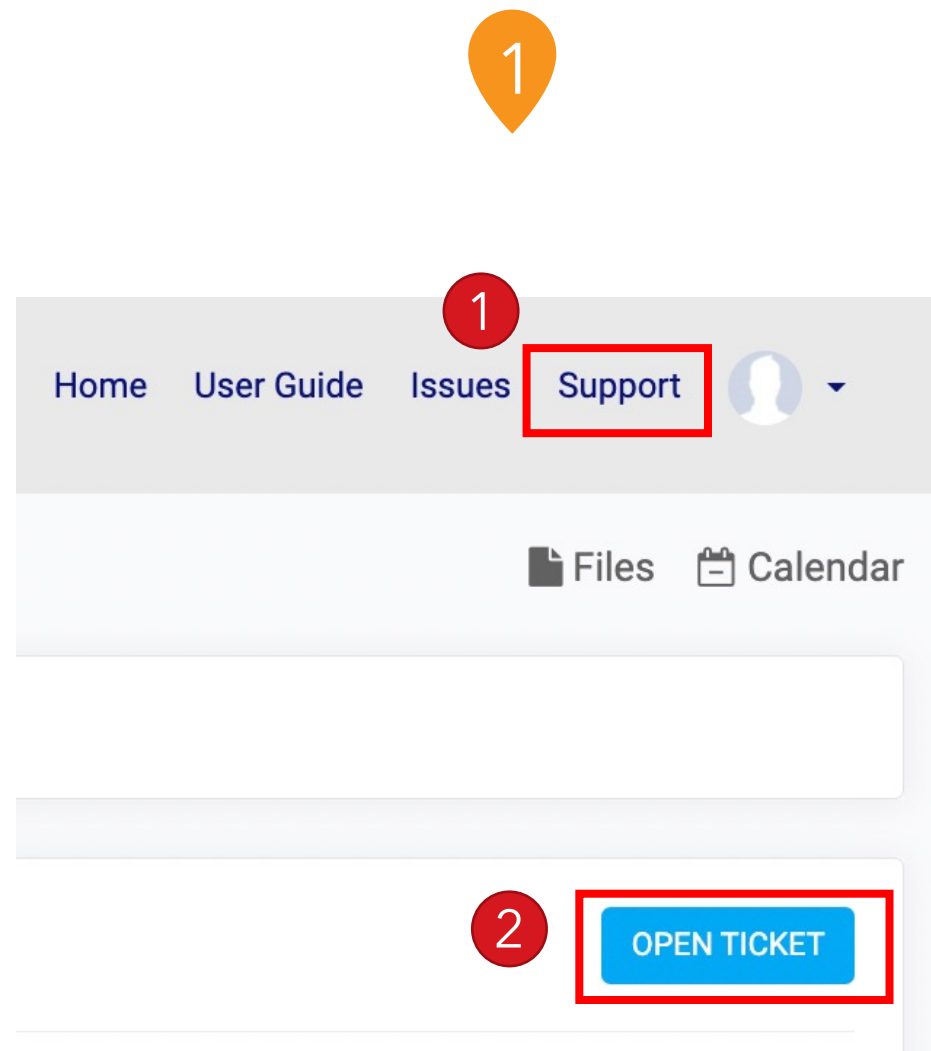 1
1
Home User Guide Issues Support
Files Calendar
2
OPEN TICKET